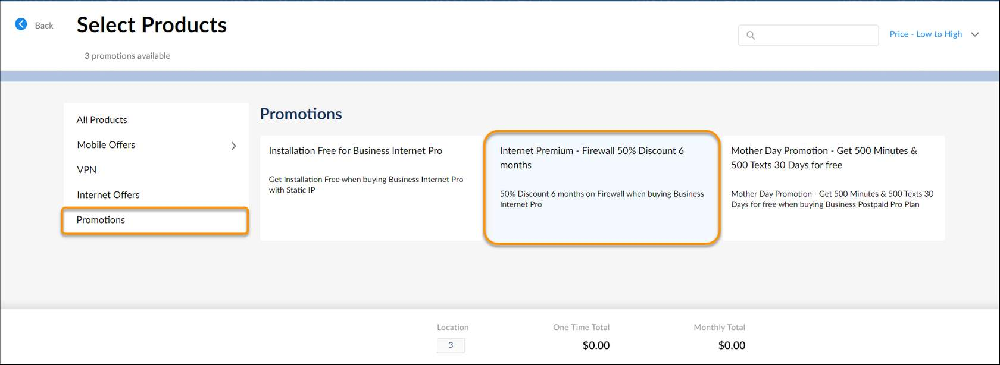 Back
Select Products
3 promotions available
Price - Low to High
All Products
Mobile Offers
VPN
Internet Offers
Promotions
Promotions
Installation Free for Business Internet Pro
Get Installation Free when buying Business Internet Pro
with Static IP
Internet Premium - Firewall 50% Discount 6
months
50% Discount 6 months on Firewall when buying Business
Internet Pro
Mother Day Promotion - Get 500 Minutes &
500 Texts 30 Days for free
Mother Day Promotion - Get 500 Minutes & 500 Texts 30
Days for free when buying Business Postpaid Pro Plan
Location
3
One Time Total
$0.00
Monthly Total
$0.00